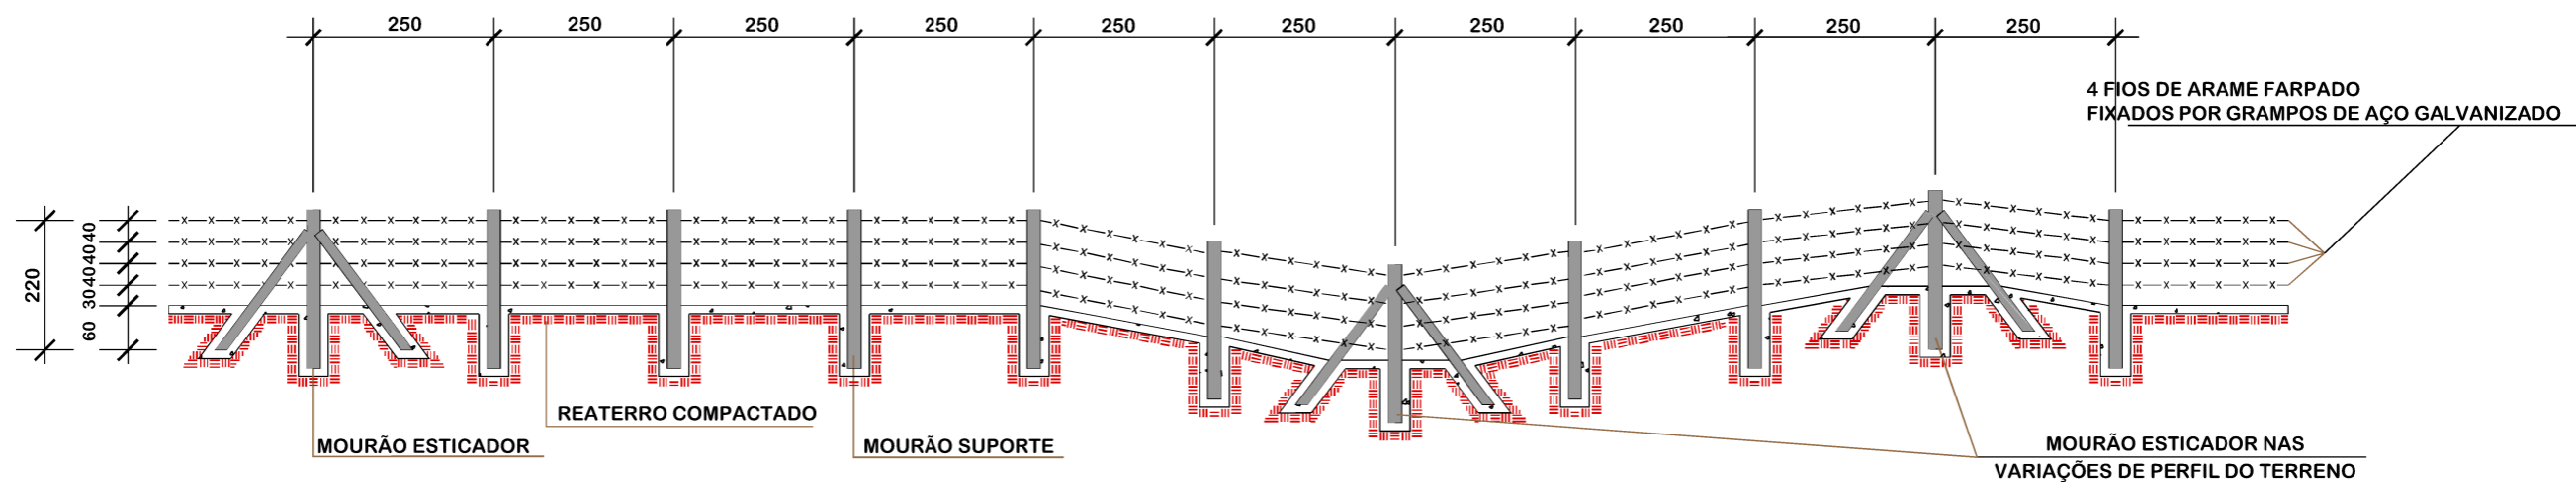 250 250 250 250 250 250 250 250 250 250
4 FIOS DE ARAME FARPADO
FIXADOS POR GRAMPOS DE AÇO GALVANIZADO
220
40
40
40
30
60
REATERRO COMPACTADO
MOURÃO ESTICADOR
MOURÃO SUPORTE
MOURÃO ESTICADOR NAS
VARIAÇÕES DE PERFIL DO TERRENO